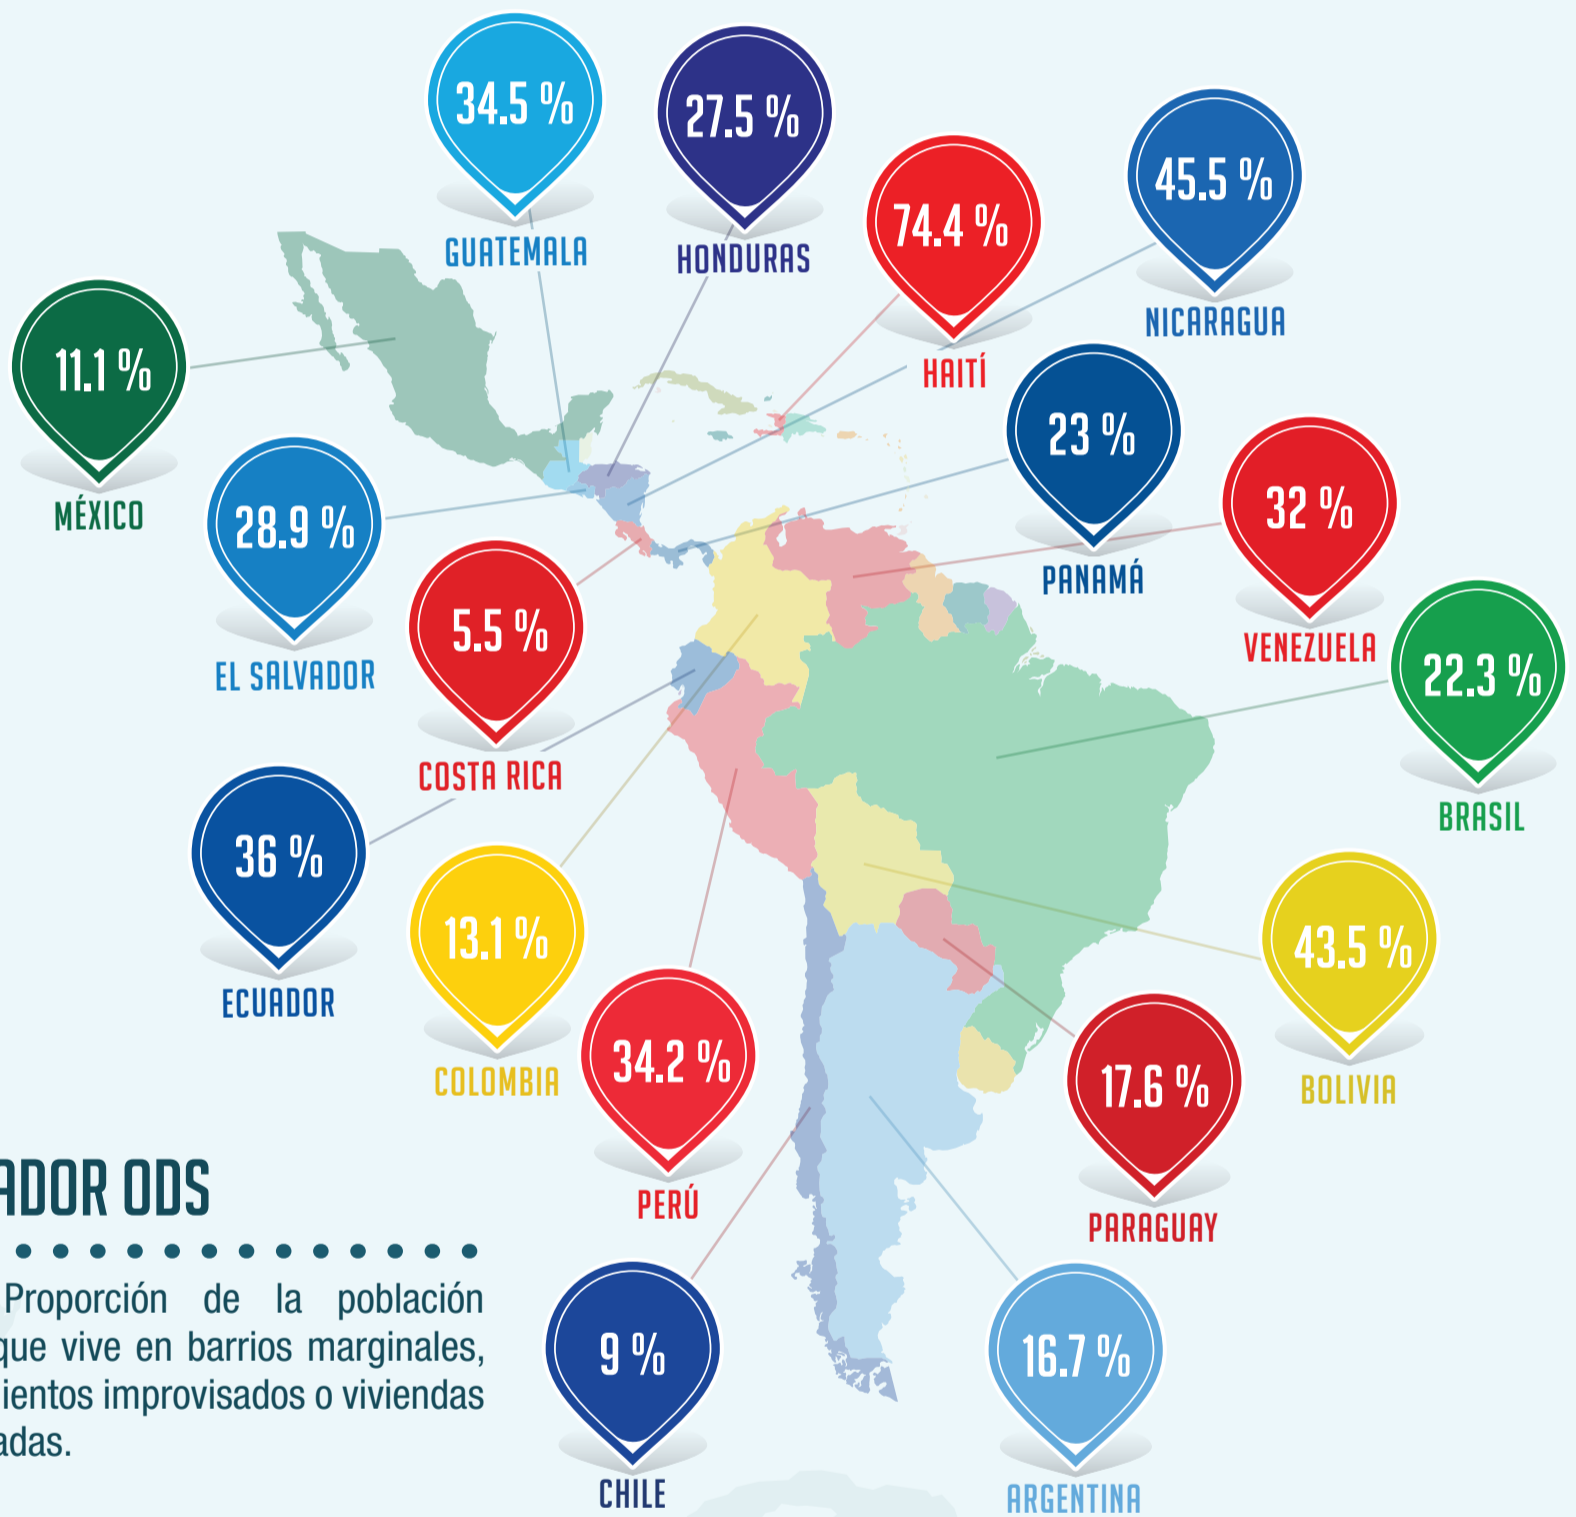 34.5 %
GUATEMALA
27.5 %
HONDURAS
74.4 %
HAITÍ
45.5 %
NICARAGUA
11.1 %
MÉXICO
23 %
PANAMÁ
28.9 %
EL SALVADOR
32 %
VENEZUELA
5.5 %
COSTA RICA
22.3 %
BRASIL
36 %
ECUADOR
13.1 %
COLOMBIA
43.5 %
BOLIVIA
34.2 %
PERÚ
17.6 %
PARAGUAY
9 %
CHILE
16.7 %
ARGENTINA
ADOR ODS
Proporción de la población
que vive en barrios marginales,
ientos improvisados o viviendas
adas.